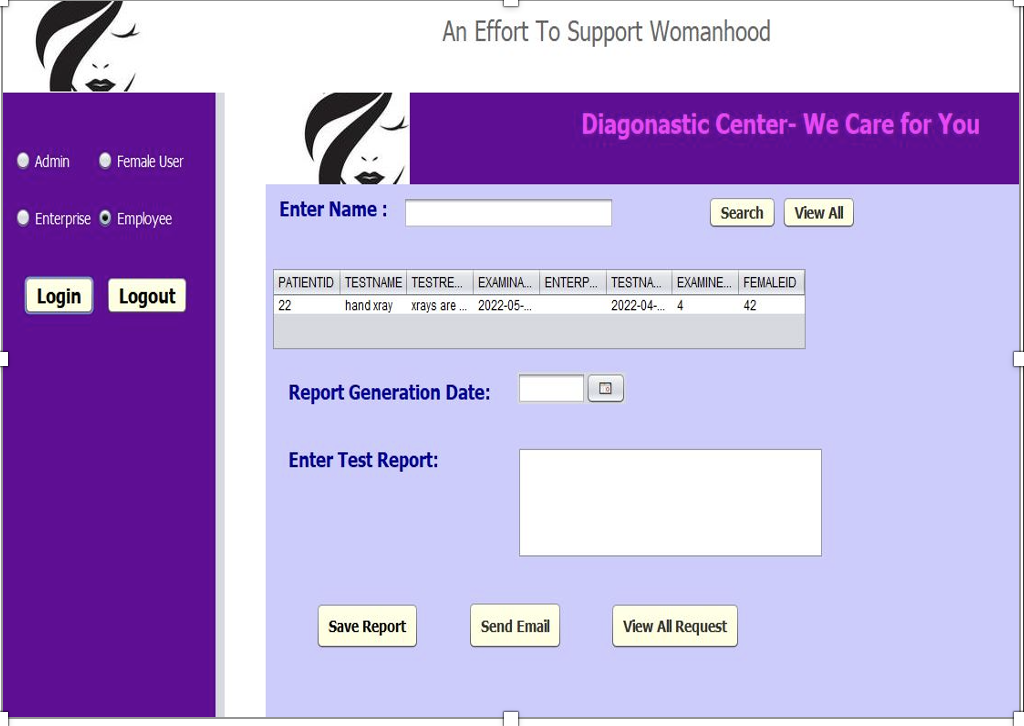 An Effort To Support Womanhood
Diagonastic Center- We Care for You
Admin Female User
Enterprise Employee
Login Logout
Enter Name :
Search View All
PATIENTID TESTNAME TESTRE... EXAMINA... ENTERP... TESTNA... EXAMINE... FEMALEID
22 hand xray xrays are ... 2022-05-... 2022-04-... 4 42
Report Generation Date:
Enter Test Report:
Save Report Send Email View All Request